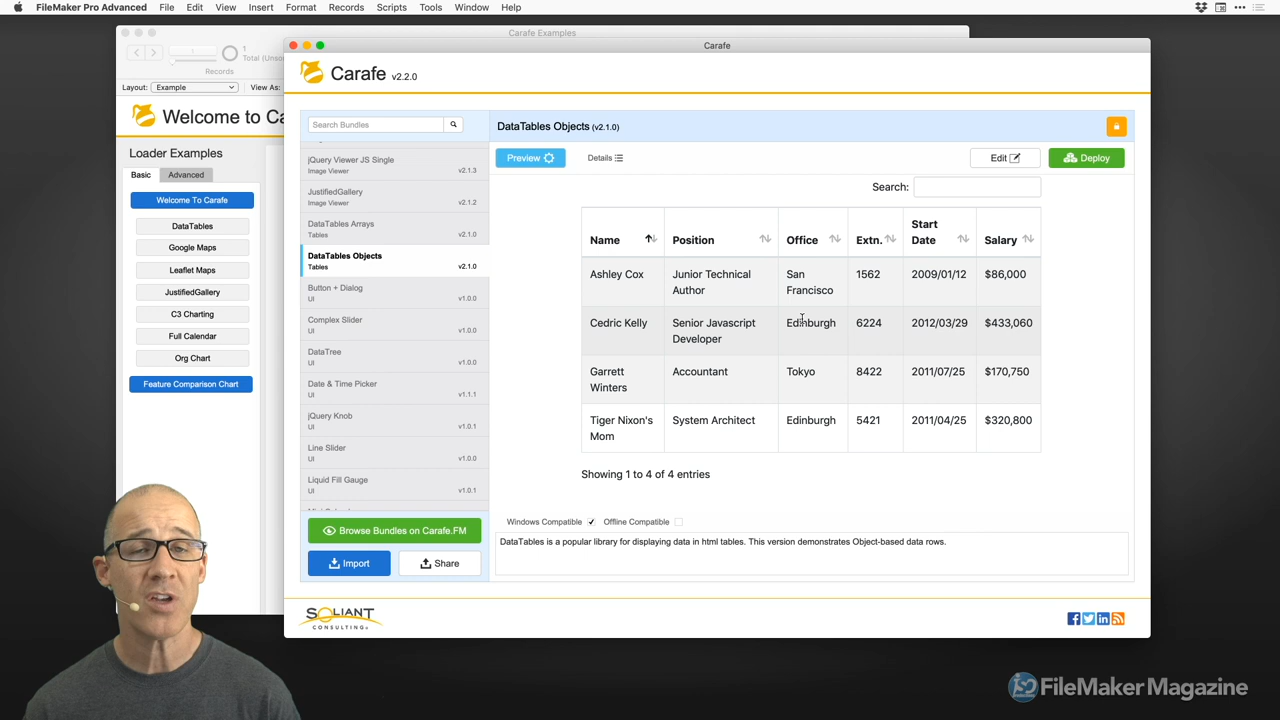 FileMaker Pro Advanced File Edit View Insert Format Records Scripts Tools Window Help
Carafe Examples
1
Total (Unso
Records
Layout: Example View As:
Welcome to Ca
Loader Examples
Basic Advanced
Welcome To Carafe
DataTables
Google Maps
Leaflet Maps
JustifiedGallery
C3 Charting
Full Calendar
Org Chart
Feature Comparison Chart
Carafe
Carafe v2.2.0
Search Bundles
jQuery Viewer JS Single
Image Viewer v2.1.3
JustifiedGallery
Image Viewer v2.1.2
DataTables Arrays
Tables v2.1.0
DataTables Objects
Tables v2.1.0
Button + Dialog
UI v1.0.0
Complex Slider
UI v1.0.0
DataTree
UI v1.0.0
Date & Time Picker
UI v1.1.1
jQuery Knob
UI v1.0.1
Line Slider
UI v1.0.0
Liquid Fill Gauge
UI v1.0.1
Browse Bundles on Carafe.FM
Import Share
DataTables Objects (v2.1.0)
Preview Details Edit Deploy
Search:
Name Position Office Extn. Start Date Salary
Ashley Cox Junior Technical Author San Francisco 1562 2009/01/12 $86,000
Cedric Kelly Senior Javascript Developer Edinburgh 6224 2012/03/29 $433,060
Garrett Winters Accountant Tokyo 8422 2011/07/25 $170,750
Tiger Nixon's Mom System Architect Edinburgh 5421 2011/04/25 $320,800
Showing 1 to 4 of 4 entries
Windows Compatible Offline Compatible
DataTables is a popular library for displaying data in html tables. This version demonstrates Object-based data rows.
SOLIANT
CONSULTING
FileMaker Magazine